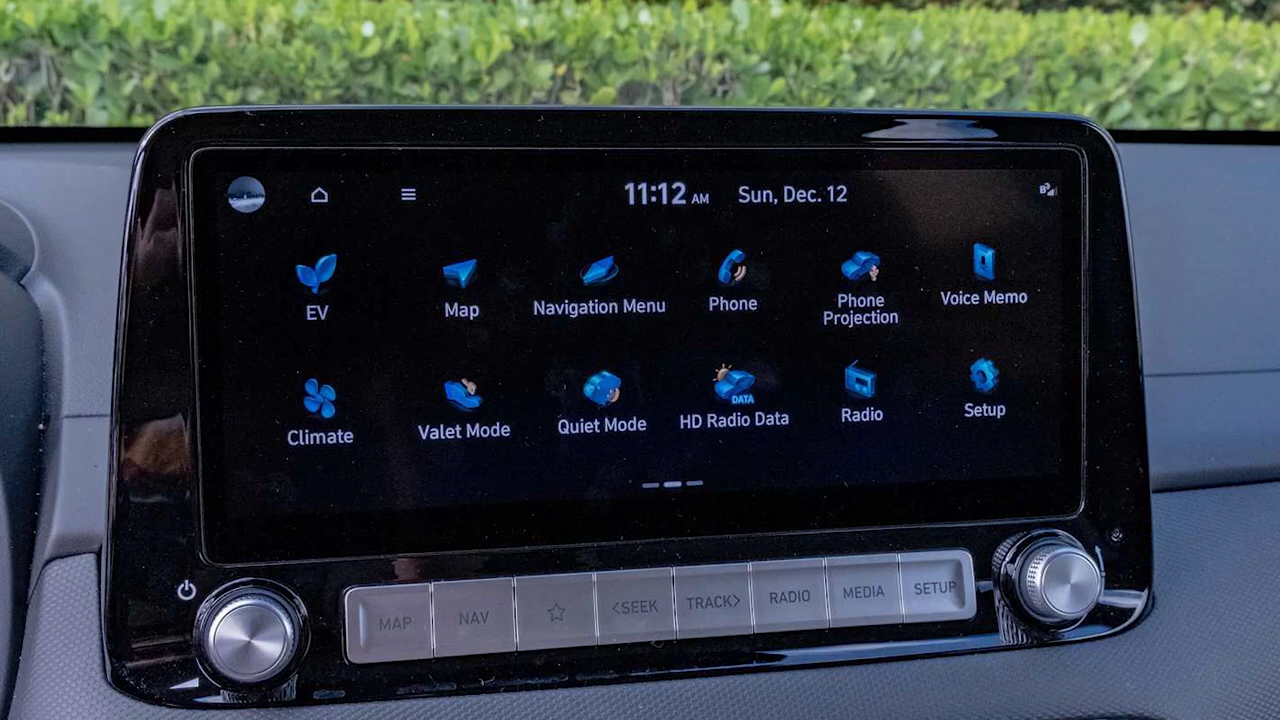 11:12 AM Sun, Dec. 12
EV
Map
Navigation Menu
Phone
Phone
Projection
Voice Memo
Climate
Valet Mode
Quiet Mode
DATA
HD Radio Data
Radio
Setup
MAP
NAV
<SEEK
TRACK>
RADIO
MEDIA
SETUP